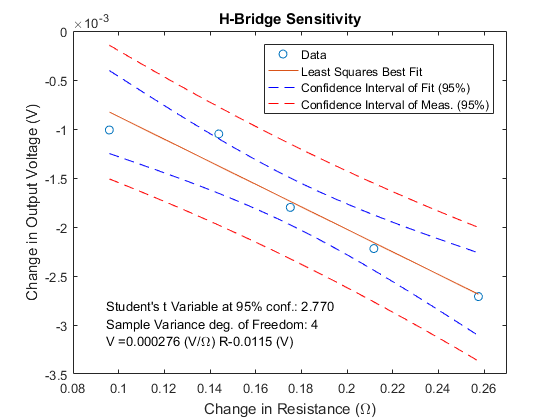 H-Bridge Sensitivity
×10⁻³
0
-0.5
-1
-1.5
-2
-2.5
-3
-3.5
Change in Output Voltage (V)
Data
Least Squares Best Fit
Confidence Interval of Fit (95%)
Confidence Interval of Meas. (95%)
Student's t Variable at 95% conf.: 2.770
Sample Variance deg. of Freedom: 4
V =0.000276 (V/Ω) R-0.0115 (V)
0.08 0.1 0.12 0.14 0.16 0.18 0.2 0.22 0.24 0.26
Change in Resistance (Ω)